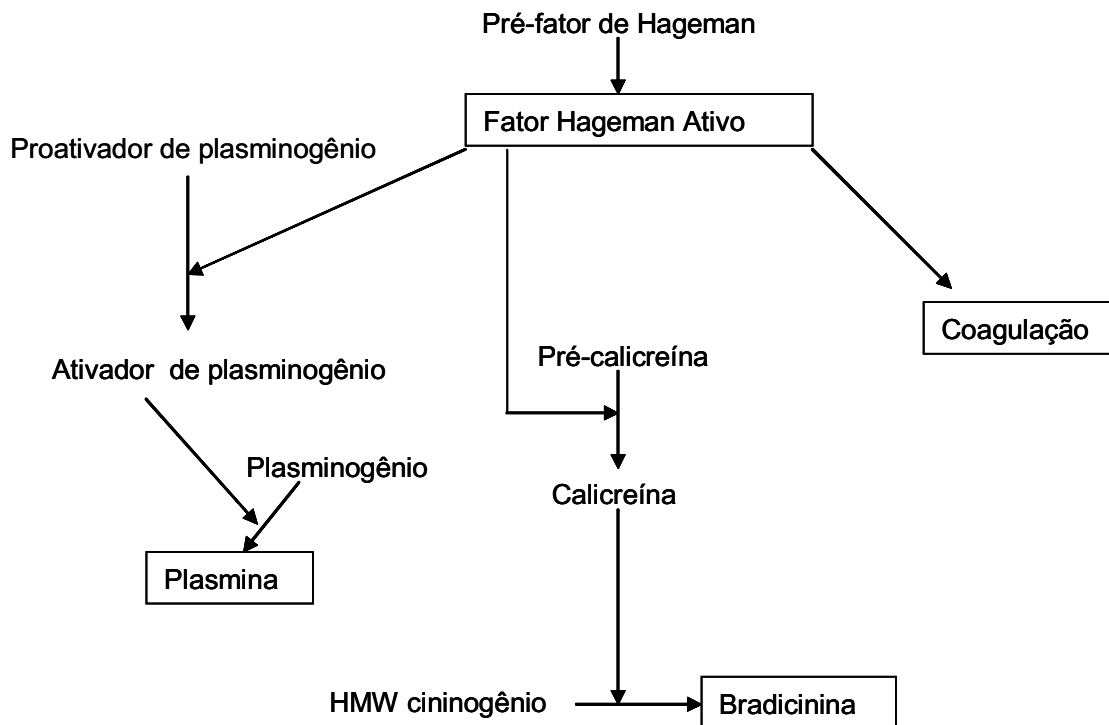 Pré-fator de Hageman
Fator Hageman Ativo
Proativador de plasminogênio
Coagulação
Pré-calicreína
Ativador de plasminogênio
Plasminogênio
Calicreína
Plasmina
HMW cininogênio
Bradicinina